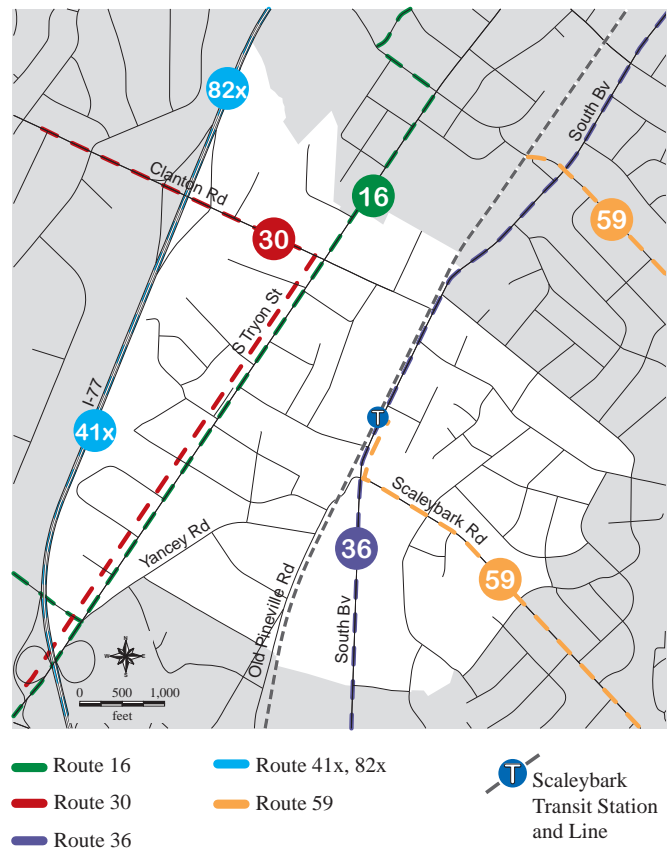 82x
South Bv
Clanton Rd
16
59
30
S Tryon St
I-77
41x
T
Scaleybark Rd
Yancey Rd
36
59
Old Pineville Rd
South Bv
N
W
E
S
0 500 1,000
feet
Route 16
Route 41x, 82x
T
Scaleybark
Transit Station
and Line
Route 30
Route 59
Route 36